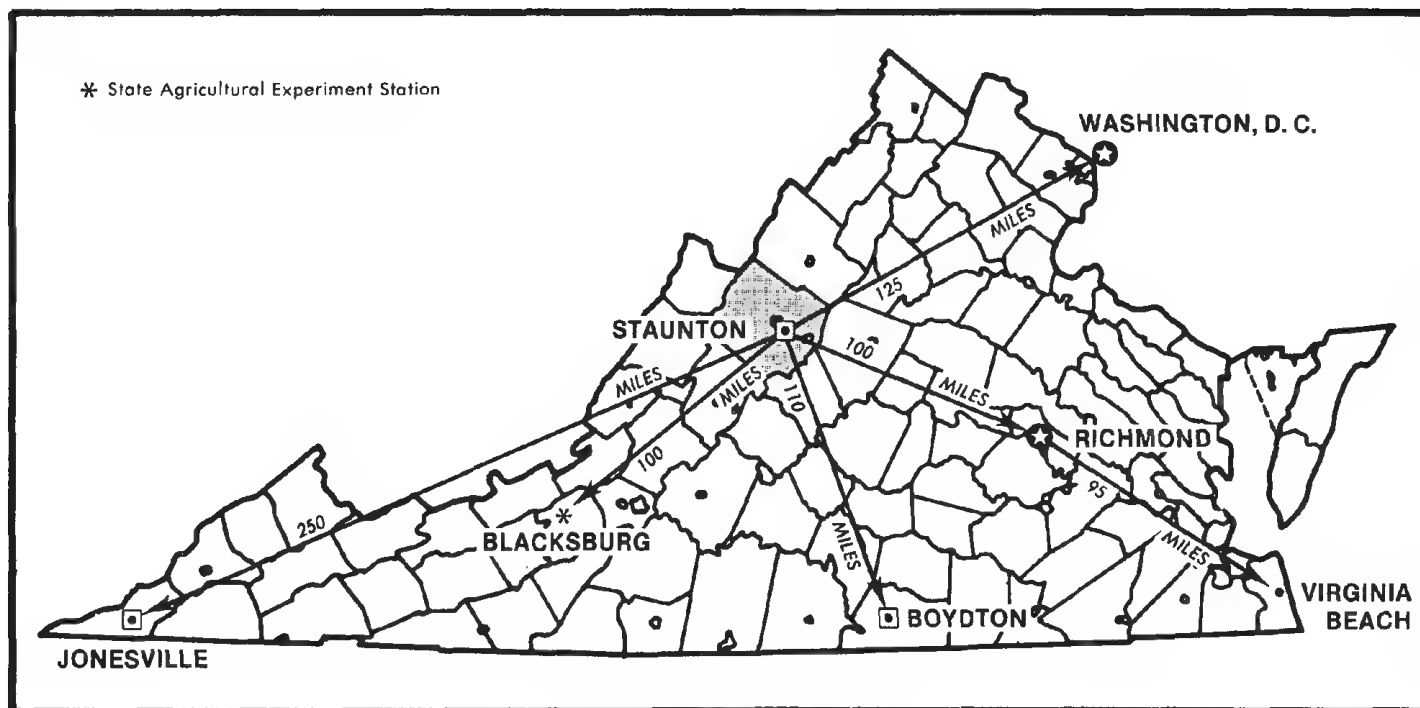 * State Agricultural Experiment Station
WASHINGTON, D. C.
MILES
125
STAUNTON
100
MILES
MILES
110
MILES
RICHMOND
100
95
250
BLACKSBURG
MILES
MILES
VIRGINIA
BEACH
BOYDTON
JONESVILLE